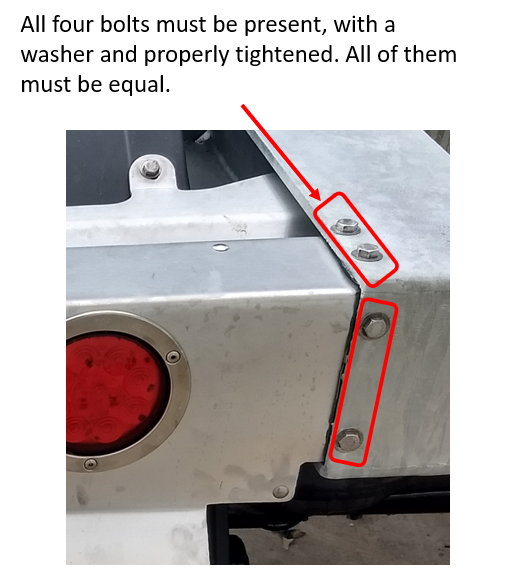 All four bolts must be present, with a
washer and properly tightened. All of them
must be equal.